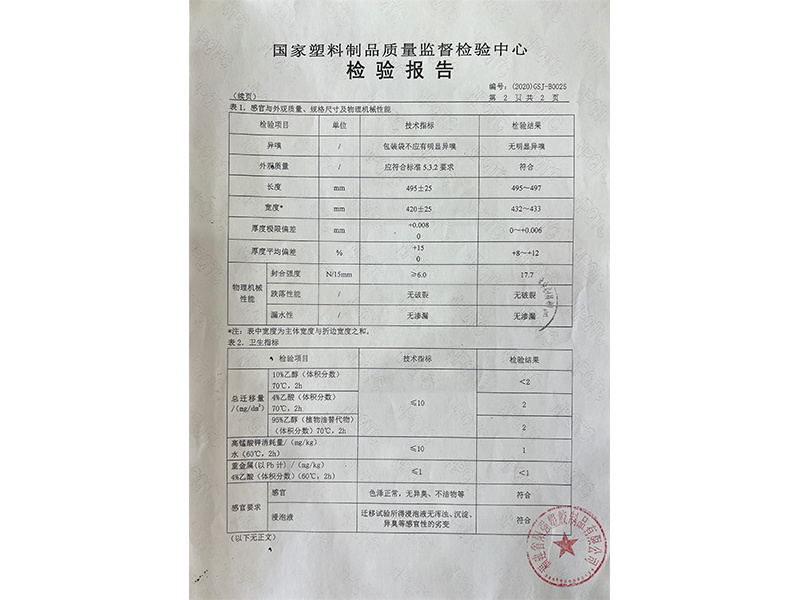 国家塑料制品质量监督检验中心
检验报告
编号：(2020)GSJ-B0025
（续页）
第 2 页共 2 页
表1．感官与外观质量、规格尺寸及物理机械性能
检验项目 单位 技术指标 检验结果
异嗅 / 包装袋不应有明显异嗅 无明显异嗅
外观质量 / 应符合标准 5.3.2 要求 符合
长度 mm 495±25 495～497
宽度* mm 420±25 432～433
厚度极限偏差 mm +0.008 0～+0.006
0
厚度平均偏差 % +15 +8～+12
0
物理机械性能
封合强度 N/15mm ≥6.0 17.7
跌落性能 / 无破裂 无破裂
漏水性 / 无渗漏 无渗漏
*注：表中宽度为主体宽度与折边宽度之和。
表2．卫生指标
检验项目 技术指标 检验结果
总迁移量
/(mg/dm²)
10%乙醇（体积分数）
70℃，2h
<2
4%乙酸（体积分数）
70℃，2h
≤10 2
95%乙醇（植物油替代物）
（体积分数）70℃，2h
2
高锰酸钾消耗量/（mg/kg）
水（60℃，2h）
≤10 1
重金属(以 Pb 计）/（mg/kg）
4%乙酸（体积分数）(60℃，2h)
≤1 <1
感官要求
感官 色泽正常，无异臭、不洁物等 符合
浸泡液 迁移试验所得浸泡液无浑浊、沉淀、
异臭等感官性的劣变
符合
（以下无正文）